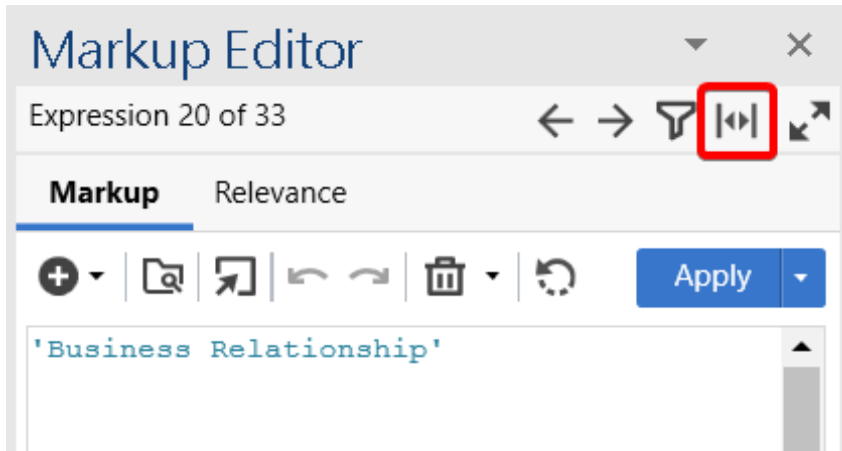 Markup Editor
Expression 20 of 33
Markup Relevance
Apply
'Business Relationship'